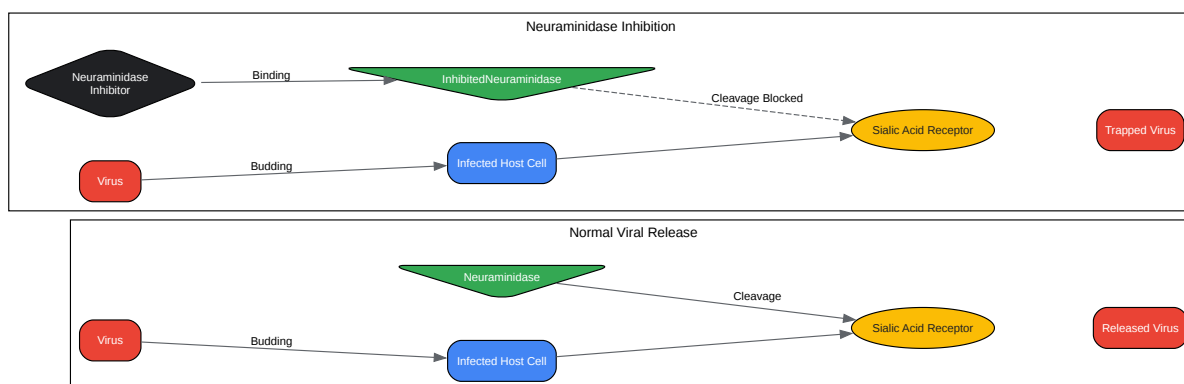 Neuraminidase Inhibition
Neuraminidase
Inhibitor
Binding
InhibitedNeuraminidase
Cleavage Blocked
Sialic Acid Receptor
Trapped Virus
Virus
Budding
Infected Host Cell
Normal Viral Release
Neuraminidase
Cleavage
Sialic Acid Receptor
Released Virus
Virus
Budding
Infected Host Cell